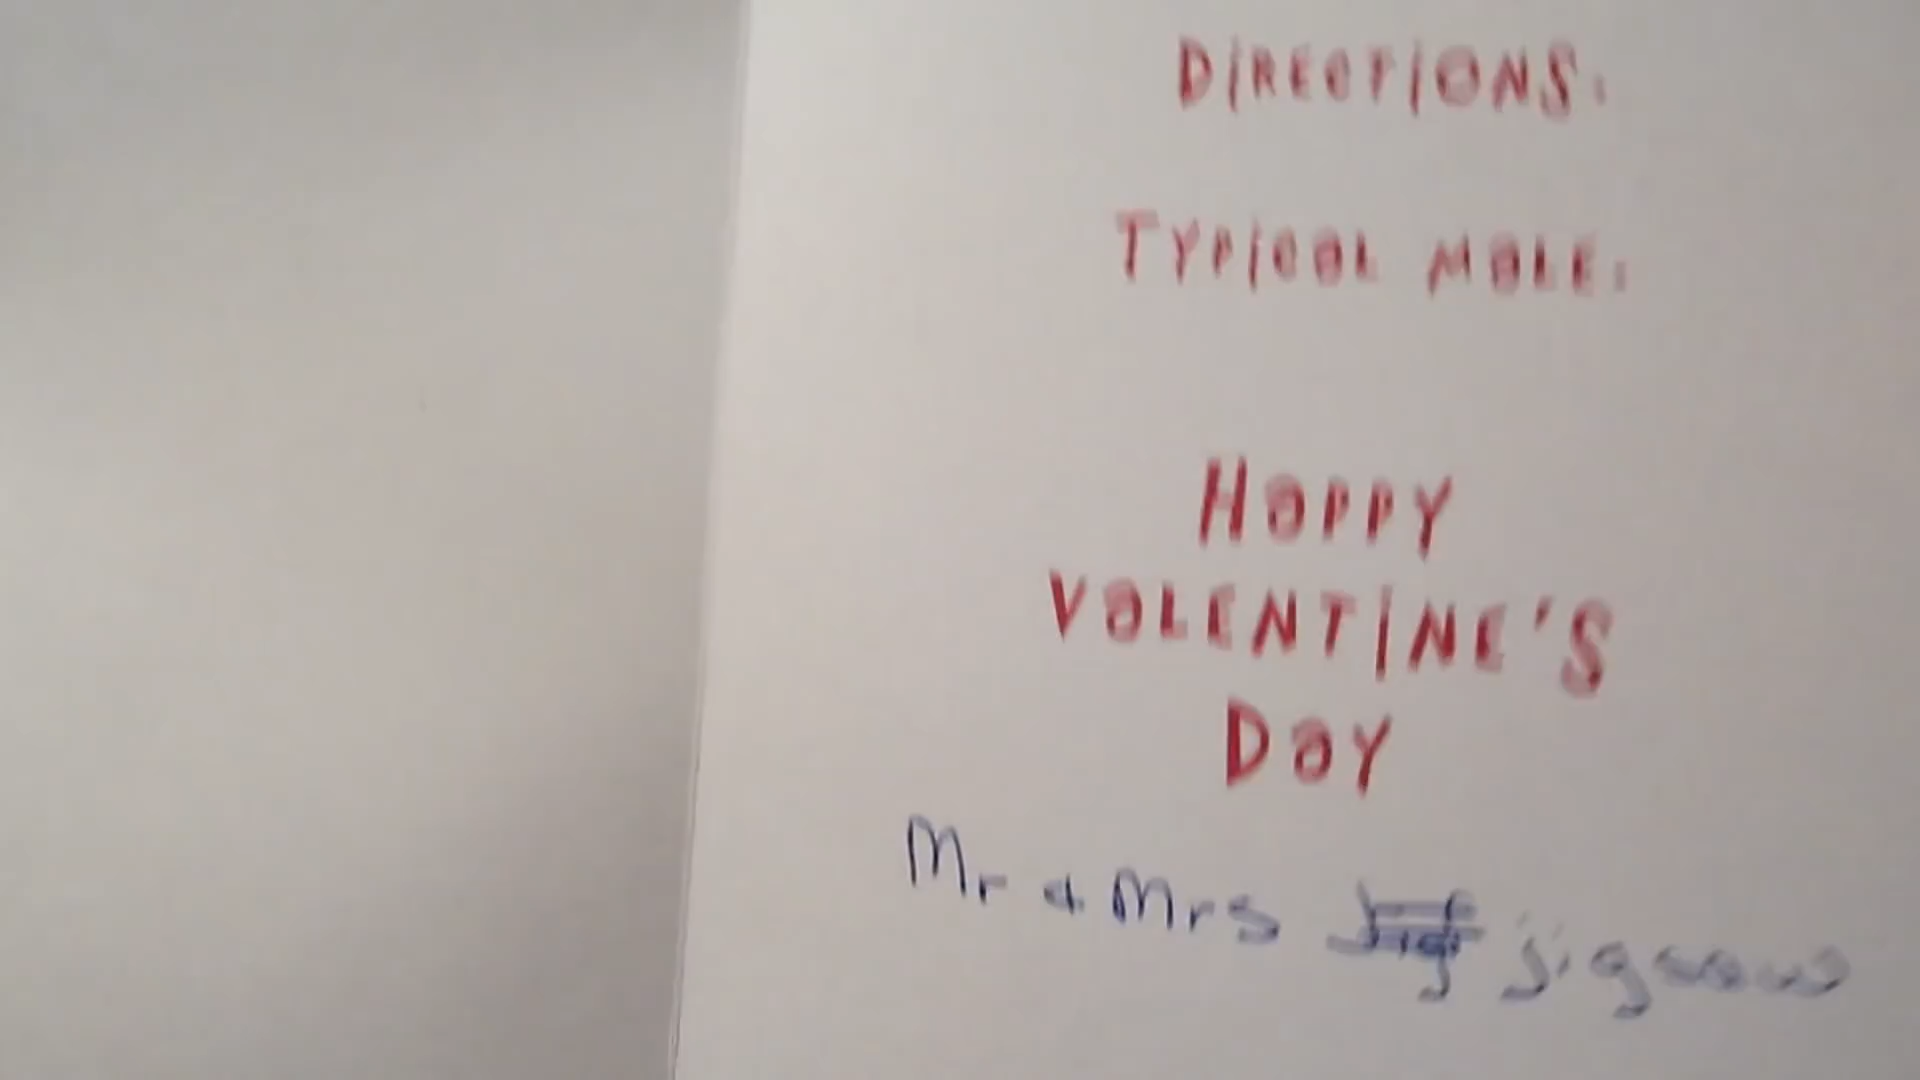 DIRECTIONS.
TYPICAL MALE.
HAPPY
VALENTINE'S
DAY
Mr & Mrs jigsaw